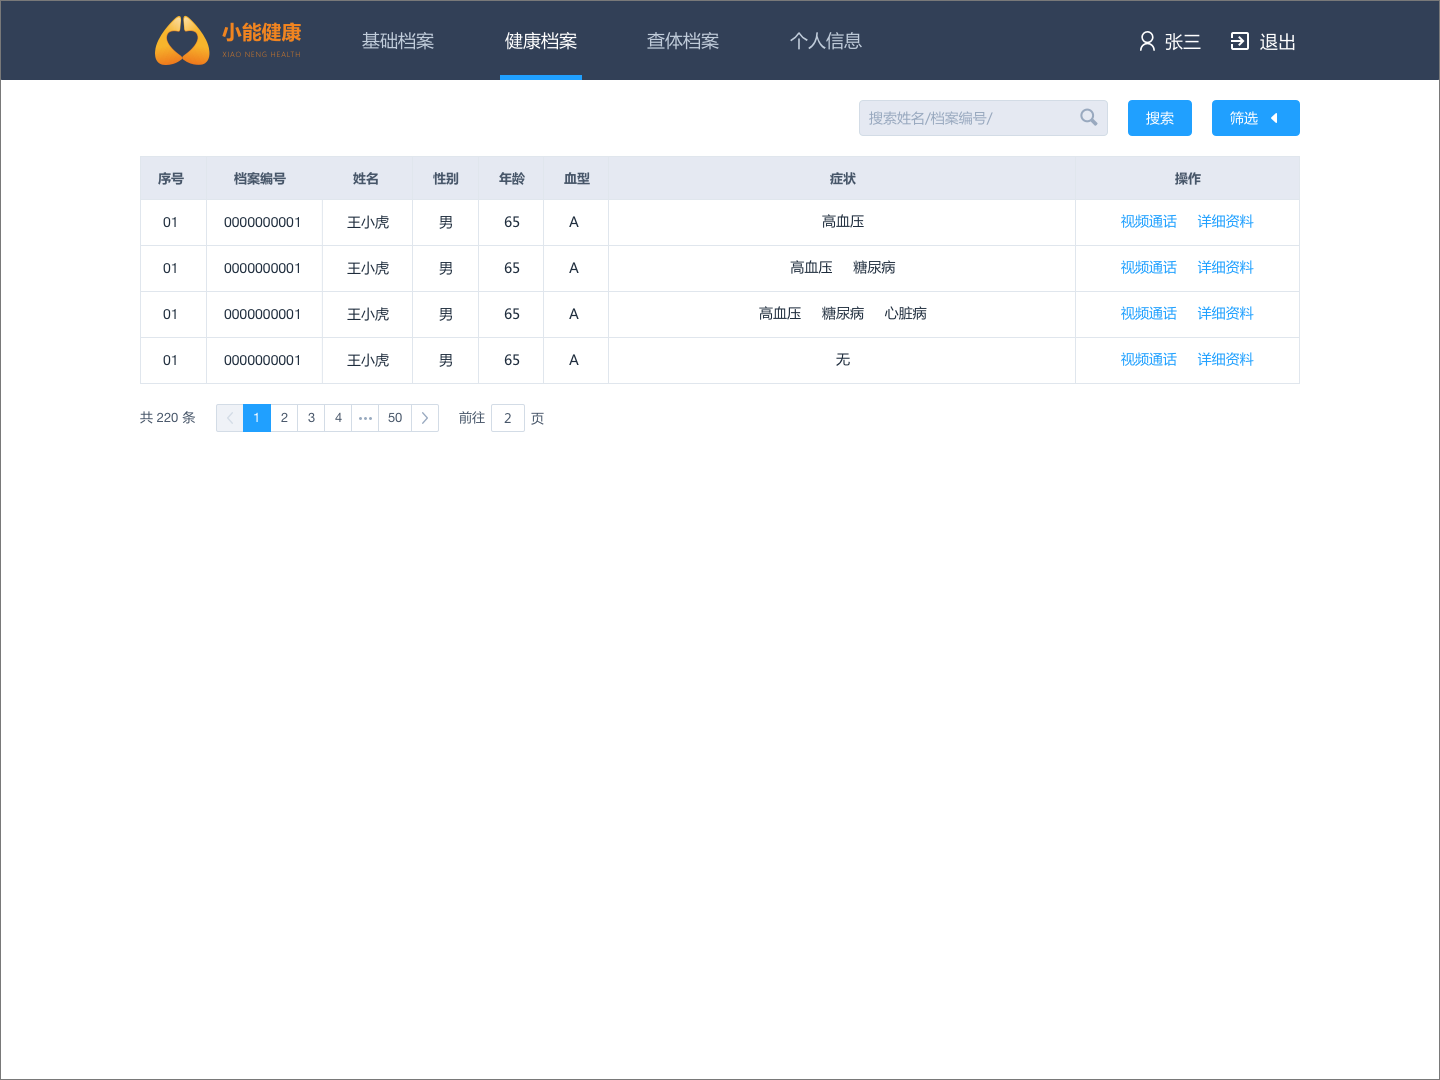 小能健康
XIAO NENG HEALTH
基础档案 健康档案 查体档案 个人信息 张三 退出
搜索姓名/档案编号/ 搜索 筛选
序号 档案编号 姓名 性别 年龄 血型 症状 操作
01 0000000001 王小虎 男 65 A 高血压 视频通话 详细资料
01 0000000001 王小虎 男 65 A 高血压 糖尿病 视频通话 详细资料
01 0000000001 王小虎 男 65 A 高血压 糖尿病 心脏病 视频通话 详细资料
01 0000000001 王小虎 男 65 A 无 视频通话 详细资料
共 220 条 1 2 3 4 ••• 50 前往 2 页